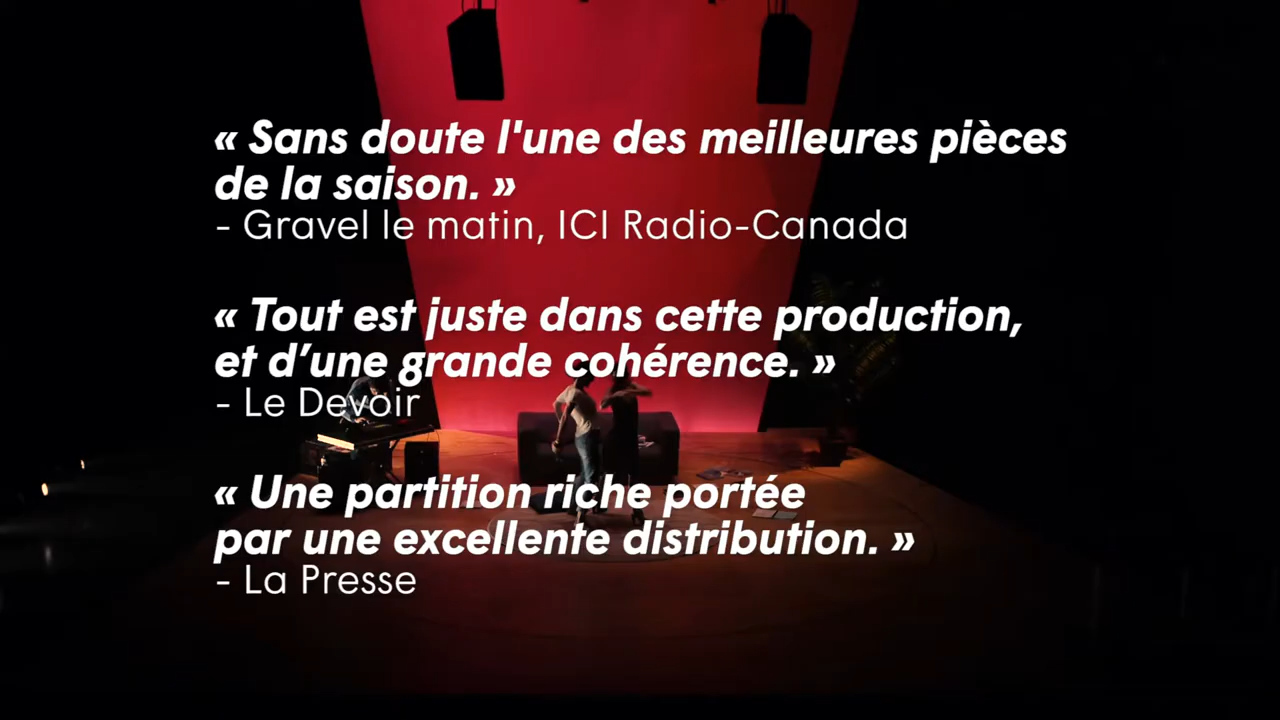 « Sans doute l'une des meilleures pièces
de la saison. »
- Gravel le matin, ICI Radio-Canada
« Tout est juste dans cette production,
et d’une grande cohérence. »
- Le Devoir
« Une partition riche portée
par une excellente distribution. »
- La Presse